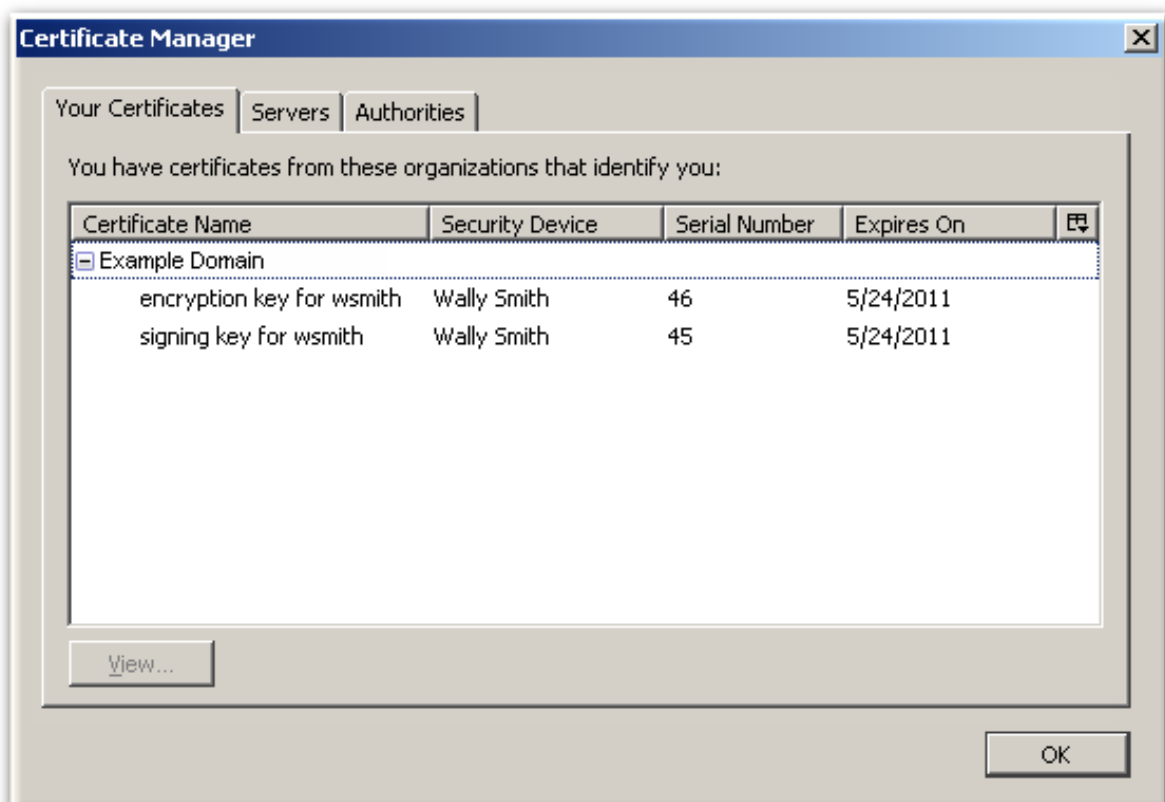 Certificate Manager
Your Certificates Servers Authorities
You have certificates from these organizations that identify you:
Certificate Name Security Device Serial Number Expires On
Example Domain
encryption key for wsmith Wally Smith 46 5/24/2011
signing key for wsmith Wally Smith 45 5/24/2011
View...
OK